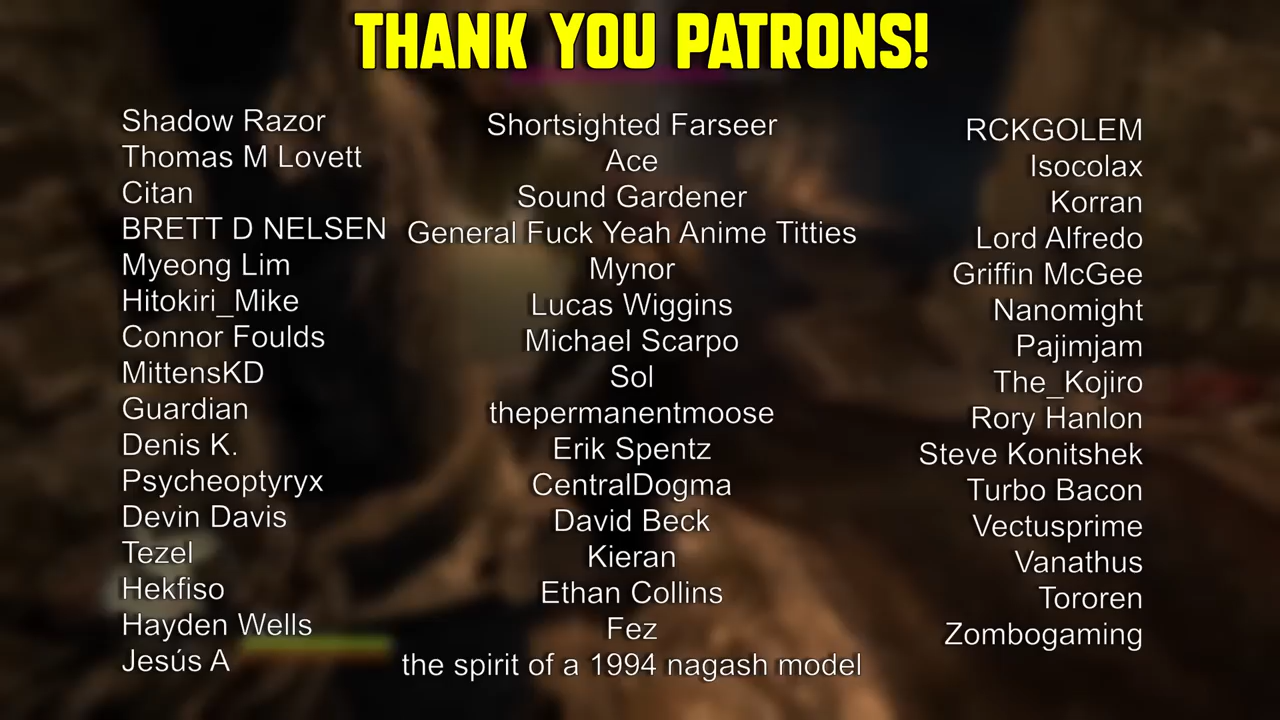 THANK YOU PATRONS!
Shadow Razor
Thomas M Lovett
Citan
BRETT D NELSEN
Myeong Lim
Hitokiri_Mike
Connor Foulds
MittensKD
Guardian
Denis K.
Psycheoptyryx
Devin Davis
Tezel
Hekfiso
Hayden Wells
Jesús A
Shortsighted Farseer
Ace
Sound Gardener
General Fuck Yeah Anime Titties
Mynor
Lucas Wiggins
Michael Scarpo
Sol
thepermanentmoose
Erik Spentz
CentralDogma
David Beck
Kieran
Ethan Collins
Fez
the spirit of a 1994 nagash model
RCKGOLEM
Isocolax
Korran
Lord Alfredo
Griffin McGee
Nanomight
Pajimjam
The_Kojiro
Rory Hanlon
Steve Konitshek
Turbo Bacon
Vectusprime
Vanathus
Tororen
Zombogaming